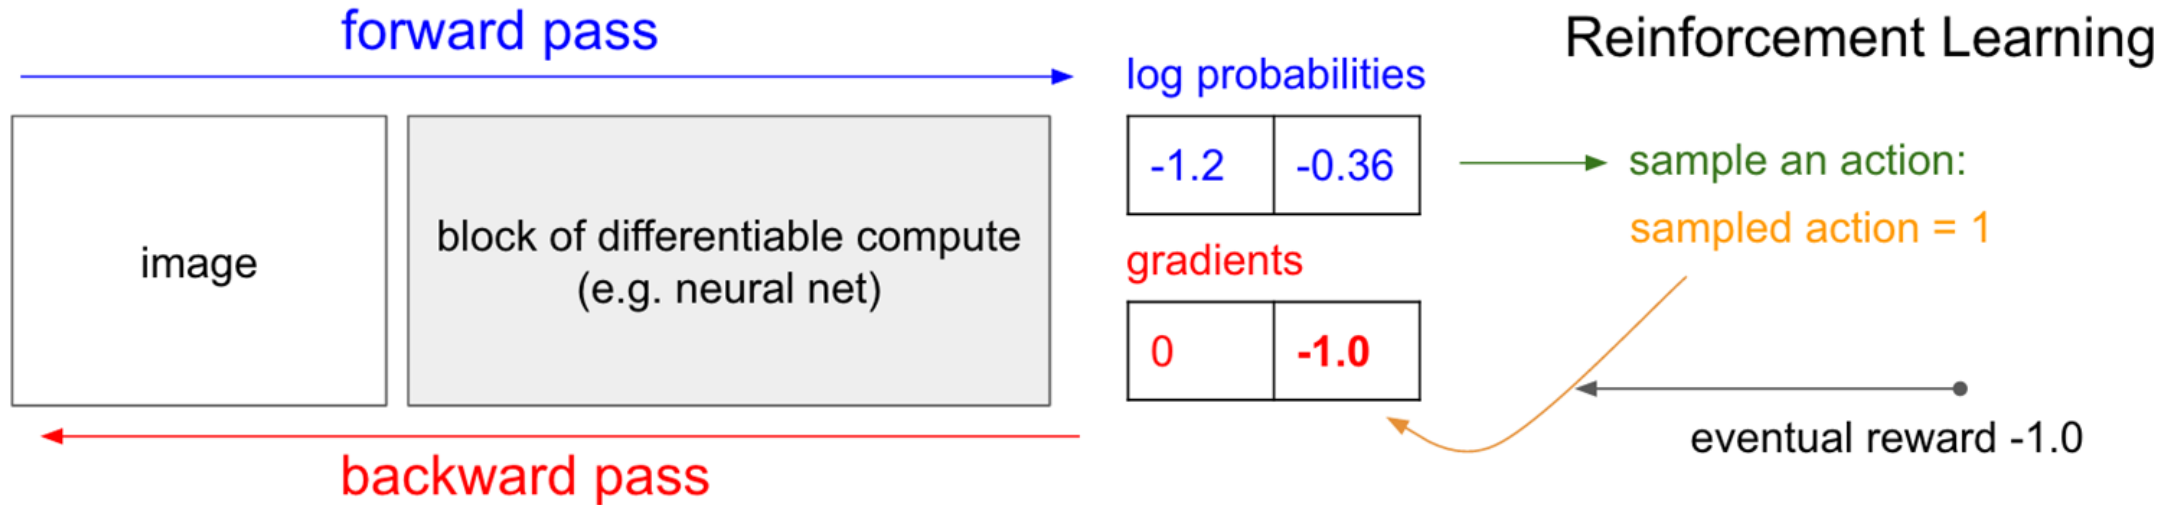 forward pass
Reinforcement Learning
log probabilities
-1.2 -0.36
sample an action:
sampled action = 1
image
block of differentiable compute
(e.g. neural net)
gradients
0 -1.0
eventual reward -1.0
backward pass